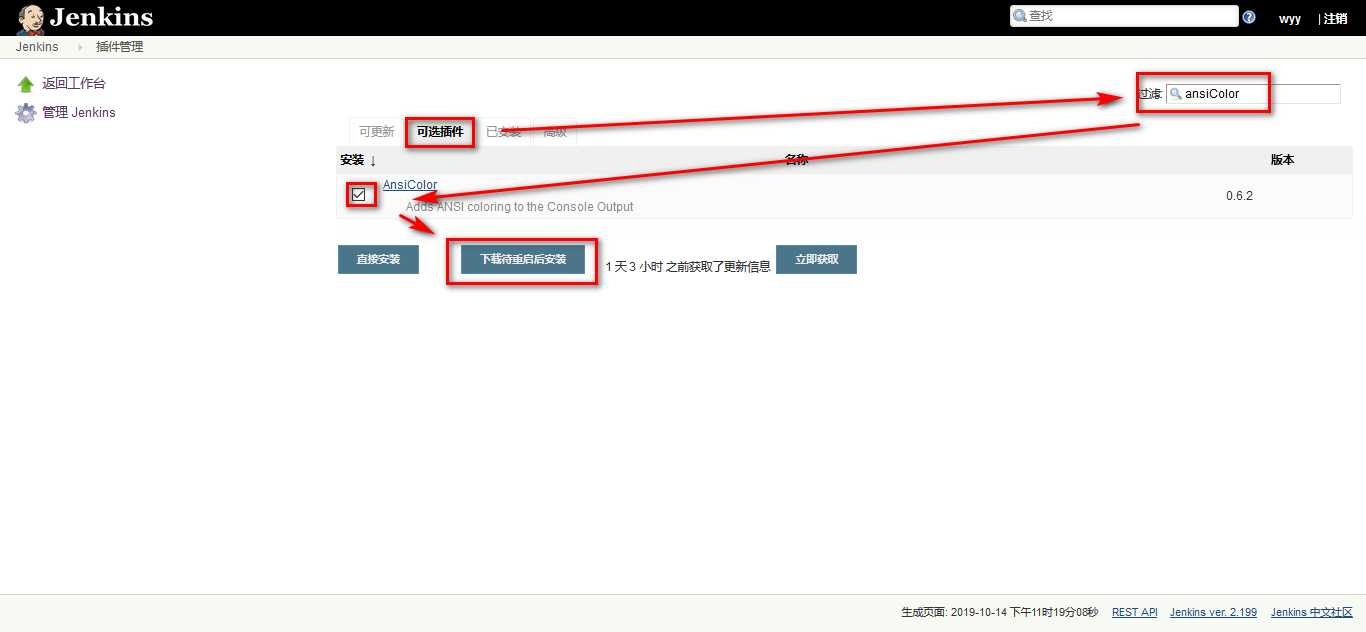 Jenkins
查找
wyy
| 注销
Jenkins
插件管理
返回工作台
管理 Jenkins
过滤: ansiColor
可更新
可选插件
已安装
高级
安装 ↓
名称
版本
AnsiColor
Adds ANSI coloring to the Console Output
0.6.2
直接安装
下载待重启后安装
1 天 3 小时 之前获取了更新信息
立即获取
生成页面: 2019-10-14 下午11时19分08秒
REST API
Jenkins ver. 2.199
Jenkins 中文社区